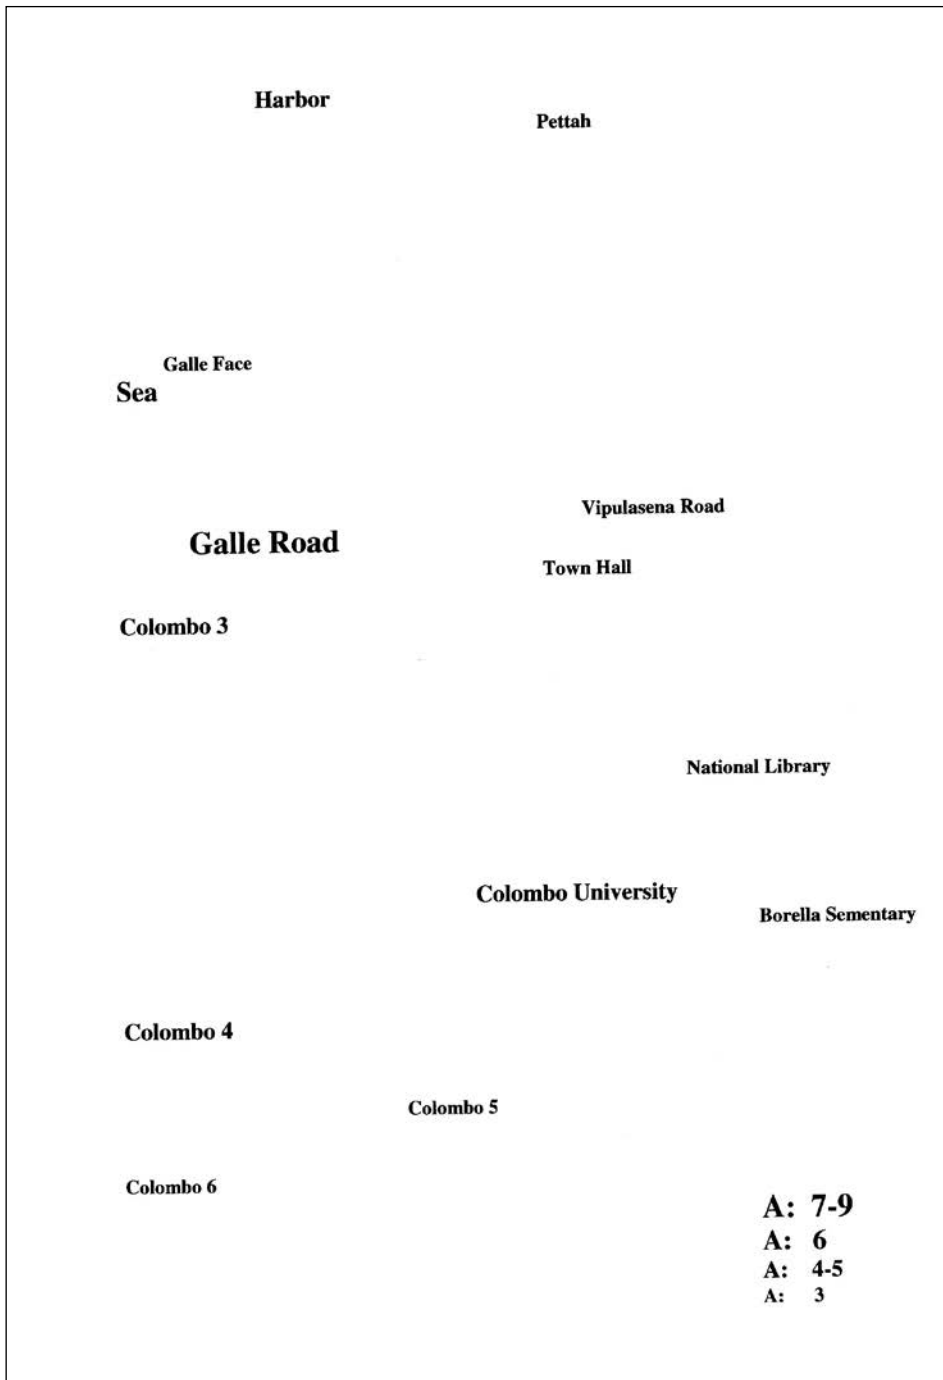 Harbor
Pettah
Galle Face
Sea
Vipulasena Road
Galle Road
Town Hall
Colombo 3
National Library
Colombo University
Borella Sementary
Colombo 4
Colombo 5
Colombo 6
A: 7-9
A: 6
A: 4-5
A: 3